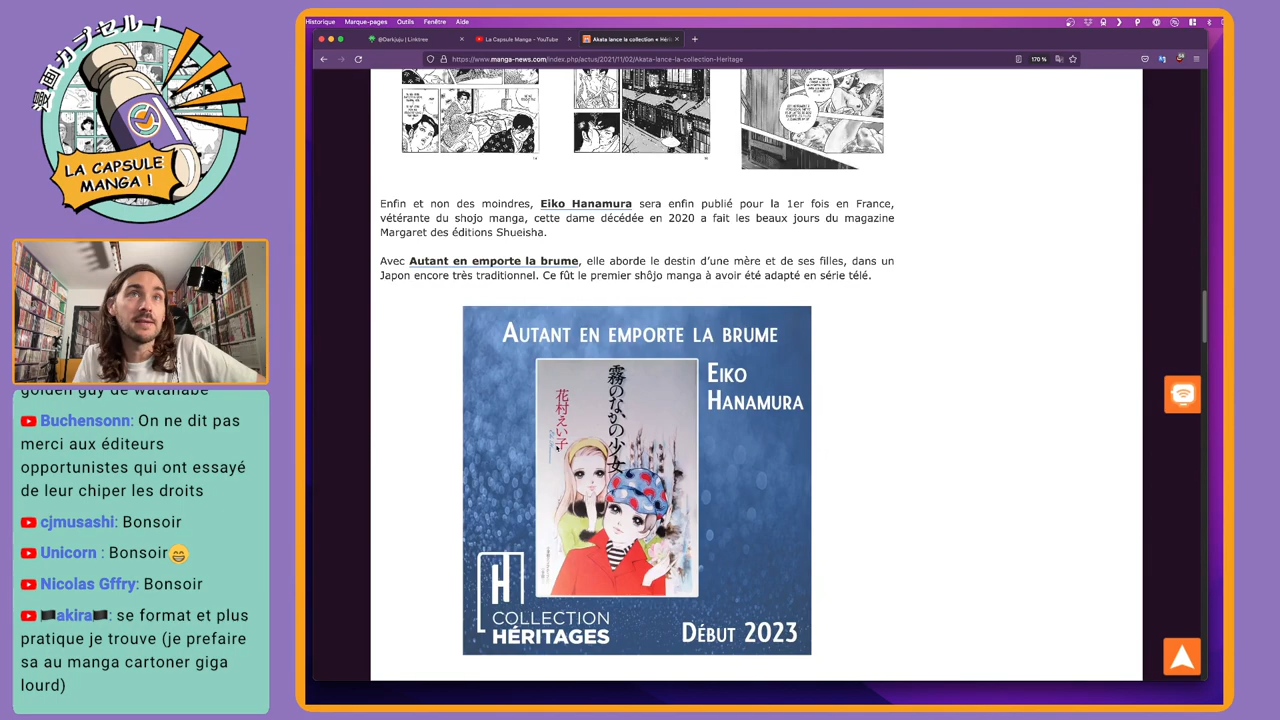 漫画カプセル！
LA CAPSULE
MANGA !
golden guy de watanabe
Buchensonn: On ne dit pas
merci aux éditeurs
opportunistes qui ont essayé
de leur chiper les droits
cjmusashi: Bonsoir
Unicorn : Bonsoir😄
Nicolas Gffry: Bonsoir
🏴akira🏴: se format et plus
pratique je trouve (je prefaire
sa au manga cartoner giga
lourd)
Historique Marque-pages Outils Fenêtre Aide
@Darkjuju | Linktree
La Capsule Manga - YouTube
Akata lance la collection « Héri
https://www.manga-news.com/index.php/actus/2021/11/02/Akata-lance-la-collection-Heritage
170 %
Enfin et non des moindres, Eiko Hanamura sera enfin publié pour la 1er fois en France,
vétérante du shojo manga, cette dame décédée en 2020 a fait les beaux jours du magazine
Margaret des éditions Shueisha.
Avec Autant en emporte la brume, elle aborde le destin d'une mère et de ses filles, dans un
Japon encore très traditionnel. Ce fût le premier shôjo manga à avoir été adapté en série télé.
AUTANT EN EMPORTE LA BRUME
霧のなかの少女
花村えい子
EIKO
HANAMURA
H
COLLECTION
HÉRITAGES
DÉBUT 2023